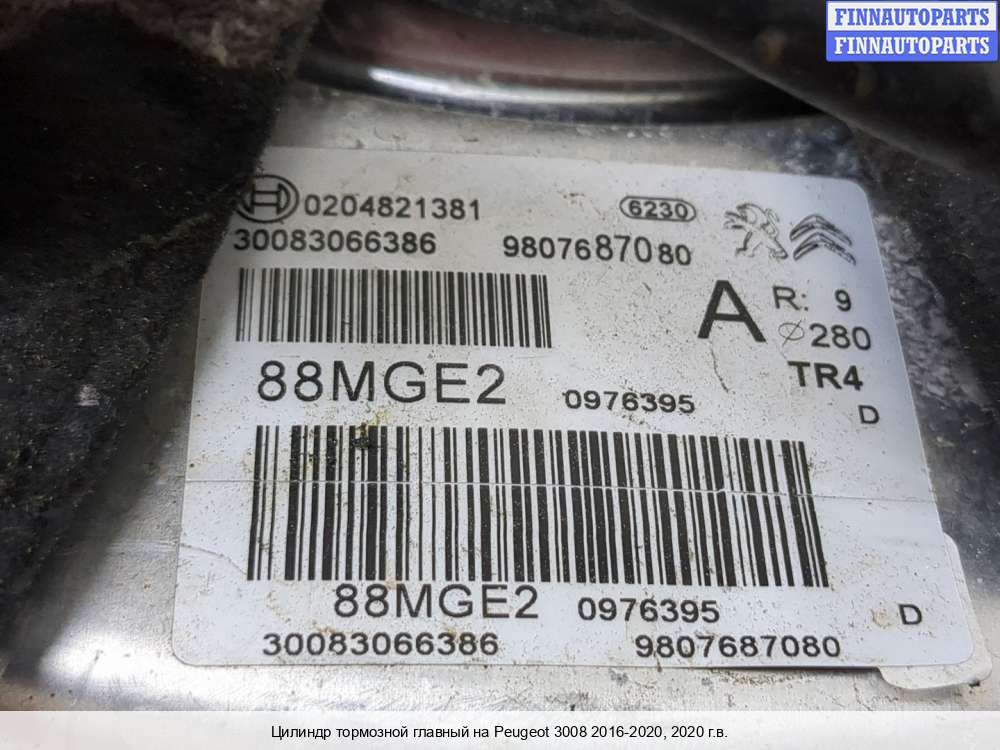 FINNAUTOPARTS
FINNAUTOPARTS
0204821381 6230
30083066386 9807687080
A R: 9
⌀280
TR4
88MGE2 0976395 D
88MGE2 0976395 D
30083066386 9807687080
Цилиндр тормозной главный на Peugeot 3008 2016-2020, 2020 г.в.